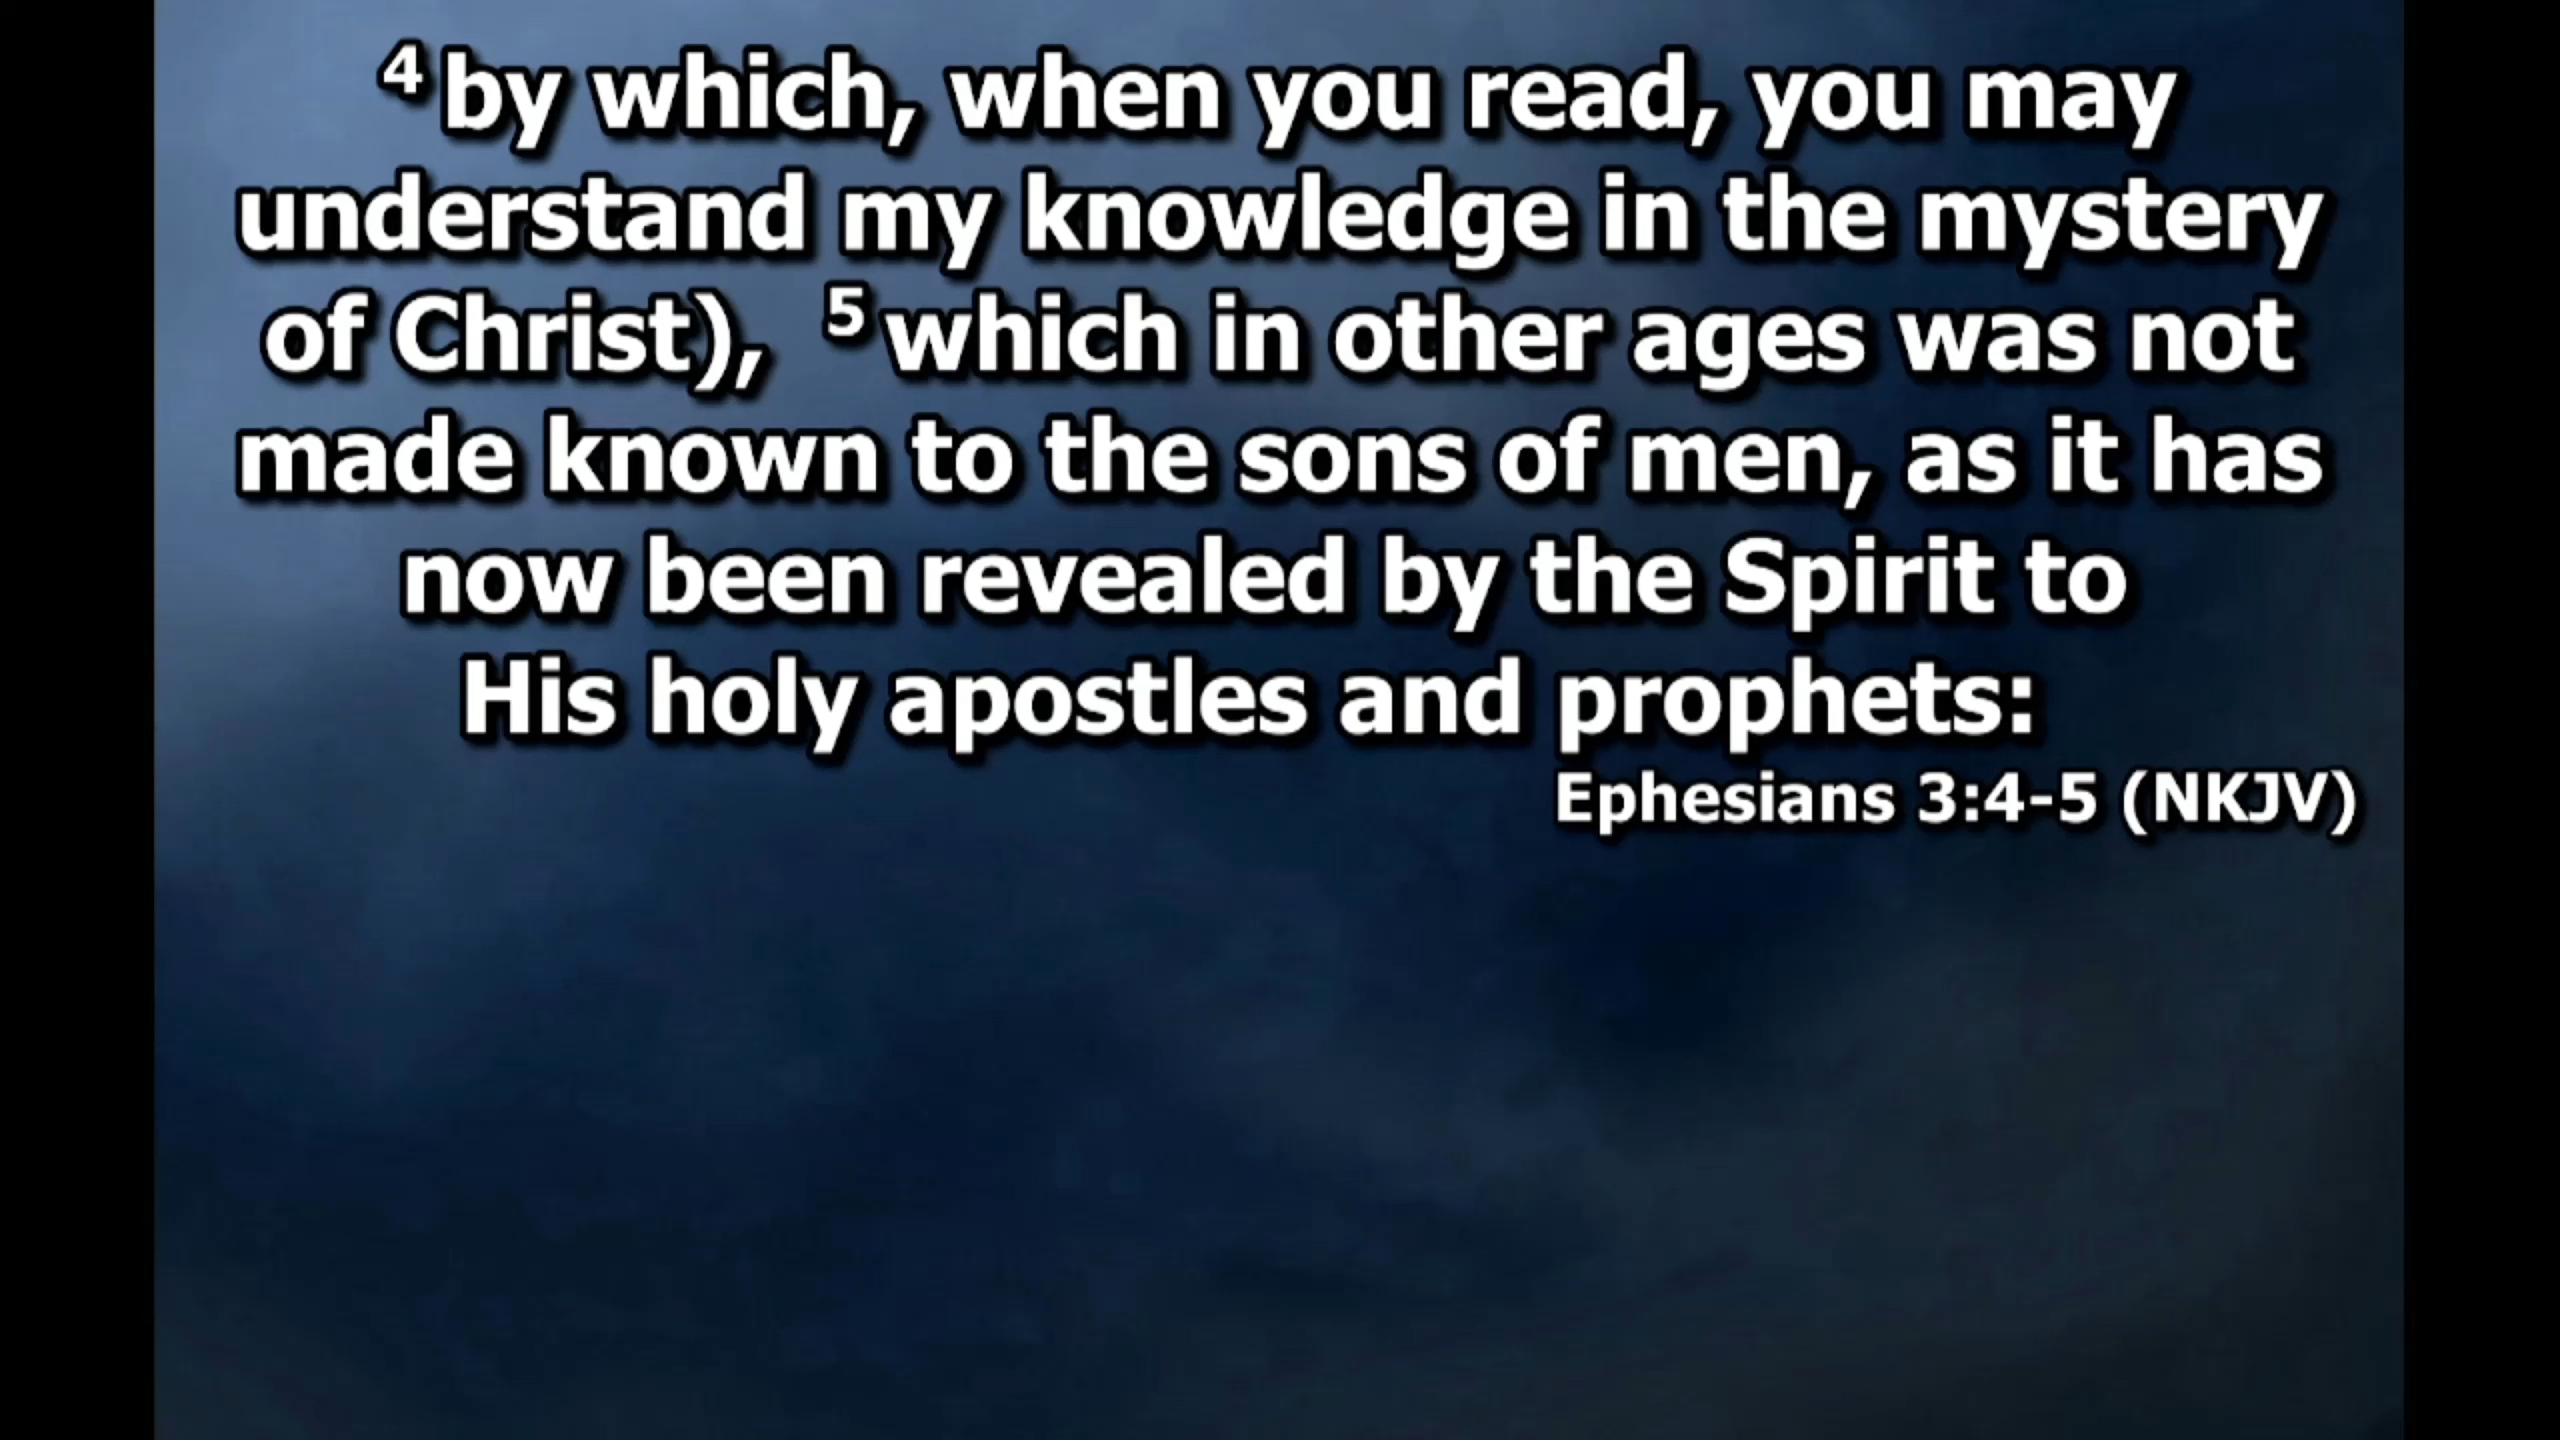 4 by which, when you read, you may
understand my knowledge in the mystery
of Christ), 5 which in other ages was not
made known to the sons of men, as it has
now been revealed by the Spirit to
His holy apostles and prophets:
Ephesians 3:4-5 (NKJV)